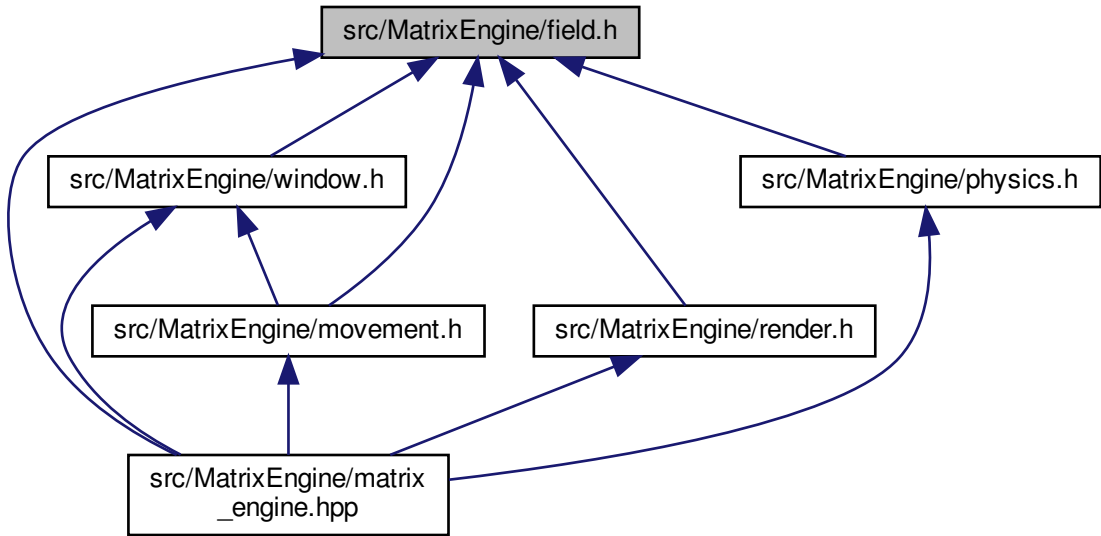 src/MatrixEngine/field.h
src/MatrixEngine/window.h
src/MatrixEngine/physics.h
src/MatrixEngine/movement.h
src/MatrixEngine/render.h
src/MatrixEngine/matrix
_engine.hpp